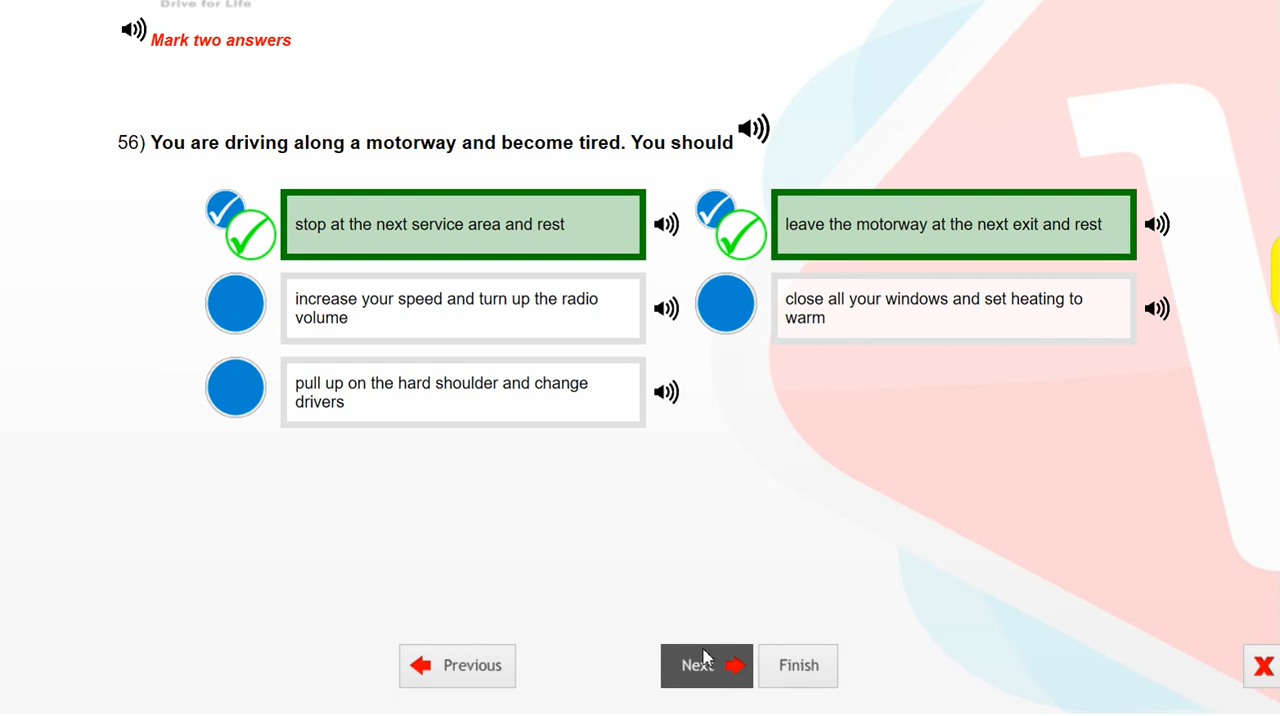 Drive for Life
Mark two answers
56) You are driving along a motorway and become tired. You should
stop at the next service area and rest
leave the motorway at the next exit and rest
increase your speed and turn up the radio
volume
close all your windows and set heating to
warm
pull up on the hard shoulder and change
drivers
Previous
Next
Finish
X